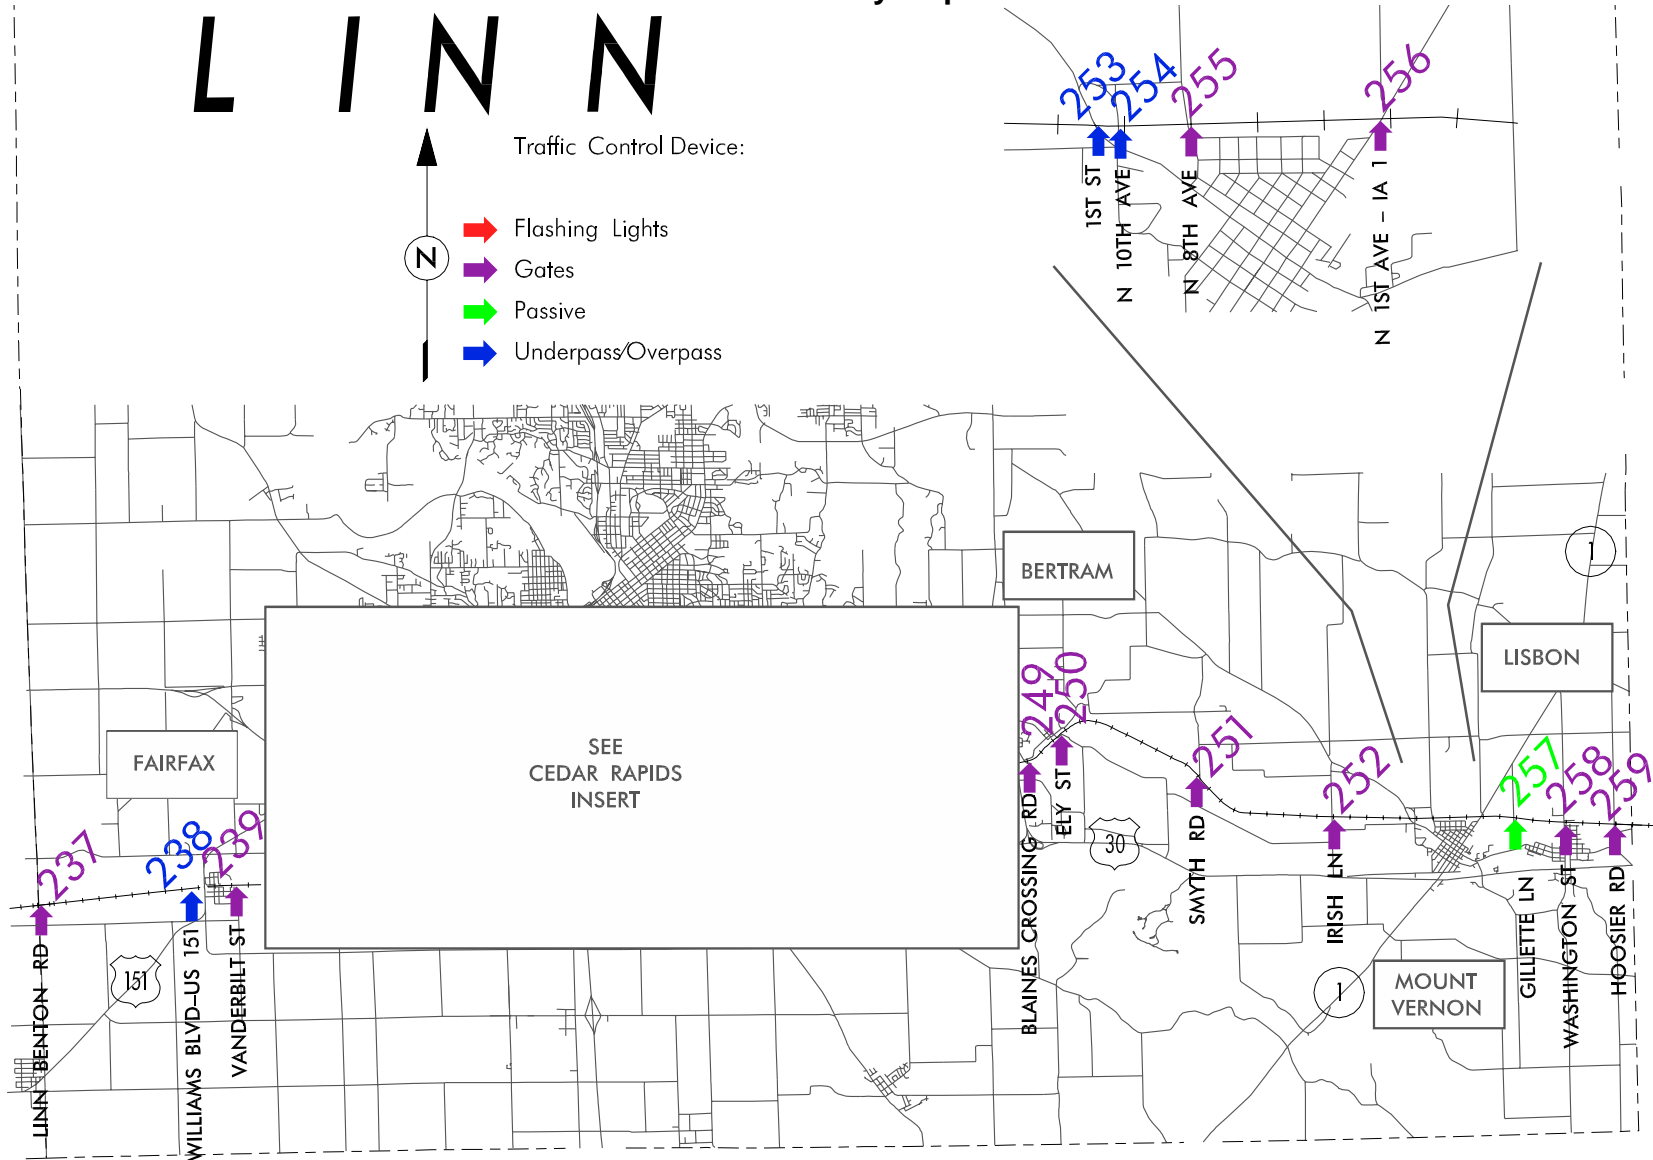 LINN
Traffic Control Device:
N
Flashing Lights
Gates
Passive
Underpass/Overpass
253
254
255
256
1ST ST
N 10TH AVE
N 8TH AVE
N 1ST AVE - IA 1
BERTRAM
1
LISBON
FAIRFAX
SEE
CEDAR RAPIDS
INSERT
237
238
239
249
250
251
252
257
258
259
30
151
1
MOUNT
VERNON
LINN BENTON RD
WILLIAMS BLVD-US 151
VANDERBILT ST
BLAINES CROSSING RD
ELY ST
SMYTH RD
IRISH LN
GILLETTE LN
WASHINGTON ST
HOOSIER RD